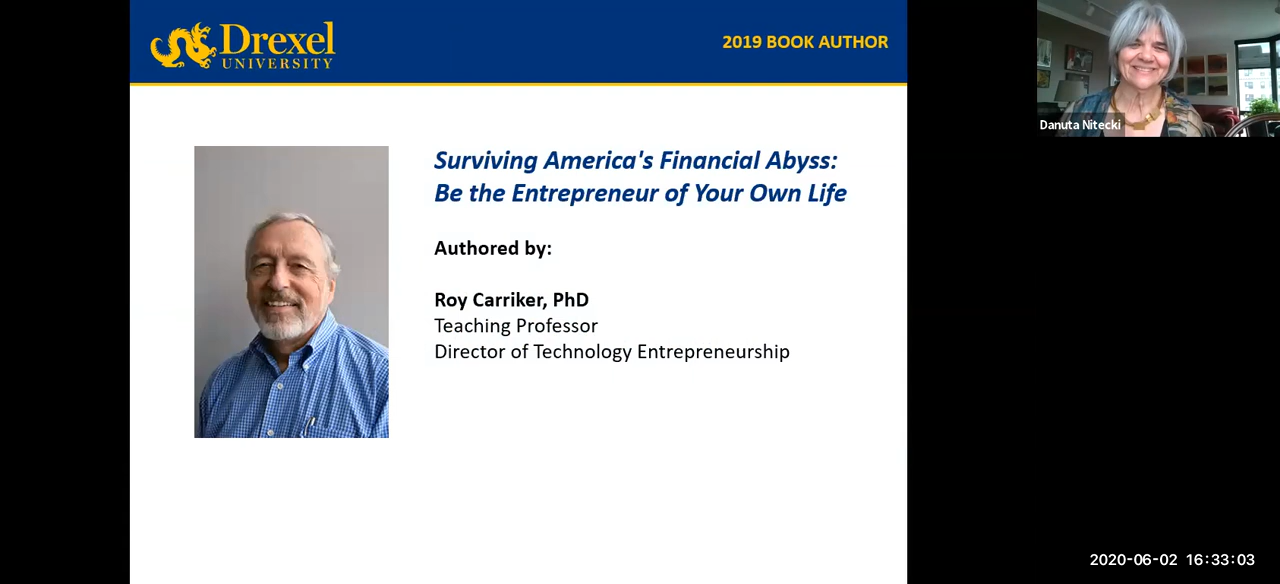 Drexel
UNIVERSITY
2019 BOOK AUTHOR
Danuta Nitecki
Surviving America's Financial Abyss:
Be the Entrepreneur of Your Own Life
Authored by:
Roy Carriker, PhD
Teaching Professor
Director of Technology Entrepreneurship
2020-06-02 16:33:03